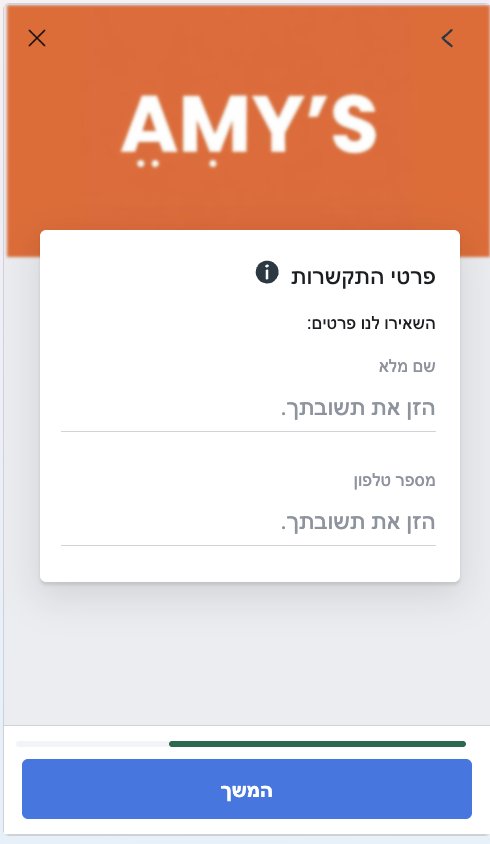 AMY'S
פרטי התקשרות
השאירו לנו פרטים:
שם מלא
הזן את תשובתך.
מספר טלפון
הזן את תשובתך.
המשך